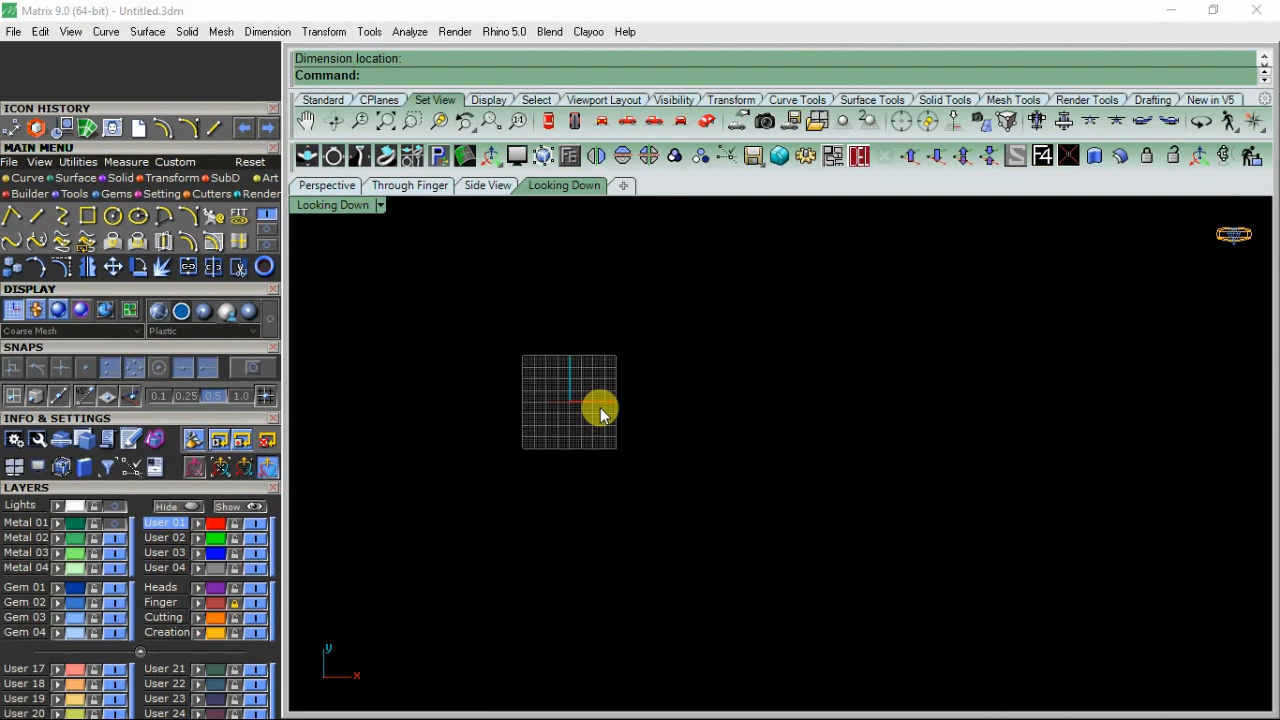 Matrix 9.0 (64-bit) - Untitled.3dm
File Edit View Curve Surface Solid Mesh Dimension Transform Tools Analyze Render Rhino 5.0 Blend Clayoo Help
Dimension location:
Command:
Standard CPlanes Set View Display Select Viewport Layout Visibility Transform Curve Tools Surface Tools Solid Tools Mesh Tools Render Tools Drafting New in V5
ICON HISTORY
MAIN MENU
File View Utilities Measure Custom Reset
Curve Surface Solid Transform SubD Art
Builder Tools Gems Setting Cutters Render
FIT
F4
Perspective Through Finger Side View Looking Down
Looking Down
DISPLAY
Coarse Mesh Plastic
SNAPS
0.1 0.25 0.5 1.0
INFO & SETTINGS
LAYERS
Lights Hide Show
Metal 01 User 01
Metal 02 User 02
Metal 03 User 03
Metal 04 User 04
Gem 01 Heads
Gem 02 Finger
Gem 03 Cutting
Gem 04 Creation
User 17 User 21
User 18 User 22
User 19 User 23
User 20 User 24
y
x